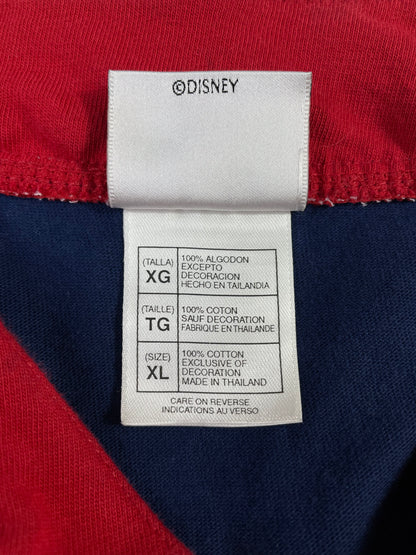 ©DISNEY
(TALLA)
XG
100% ALGODON
EXCEPTO
DECORACION
HECHO EN TAILANDIA
(TAILLE)
TG
100% COTON
SAUF DECORATION
FABRIQUE EN THAILANDE
(SIZE)
XL
100% COTTON
EXCLUSIVE OF
DECORATION
MADE IN THAILAND
CARE ON REVERSE
INDICATIONS AU VERSO